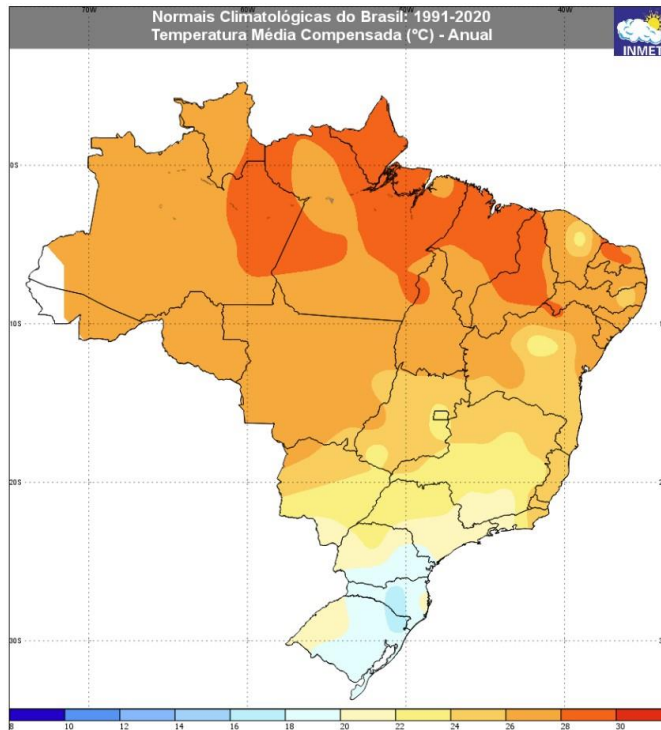 Normais Climatológicas do Brasil: 1991-2020
Temperatura Média Compensada (ºC) - Anual
INMET
70W 60W 50W 40W
0S
10S
20S
30S
8 10 12 14 16 18 20 22 24 26 28 30